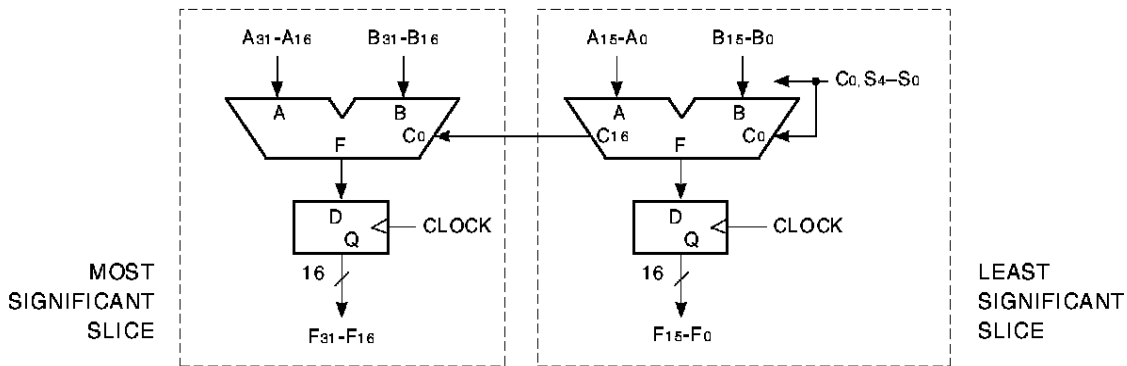 A31-A16 B31-B16 A15-A0 B15-B0
C0, S4–S0
A B A B
C0 C16 C0
F F
D D
Q CLOCK Q CLOCK
16 16
MOST
SIGNIFICANT
SLICE
LEAST
SIGNIFICANT
SLICE
F31-F16 F15-F0